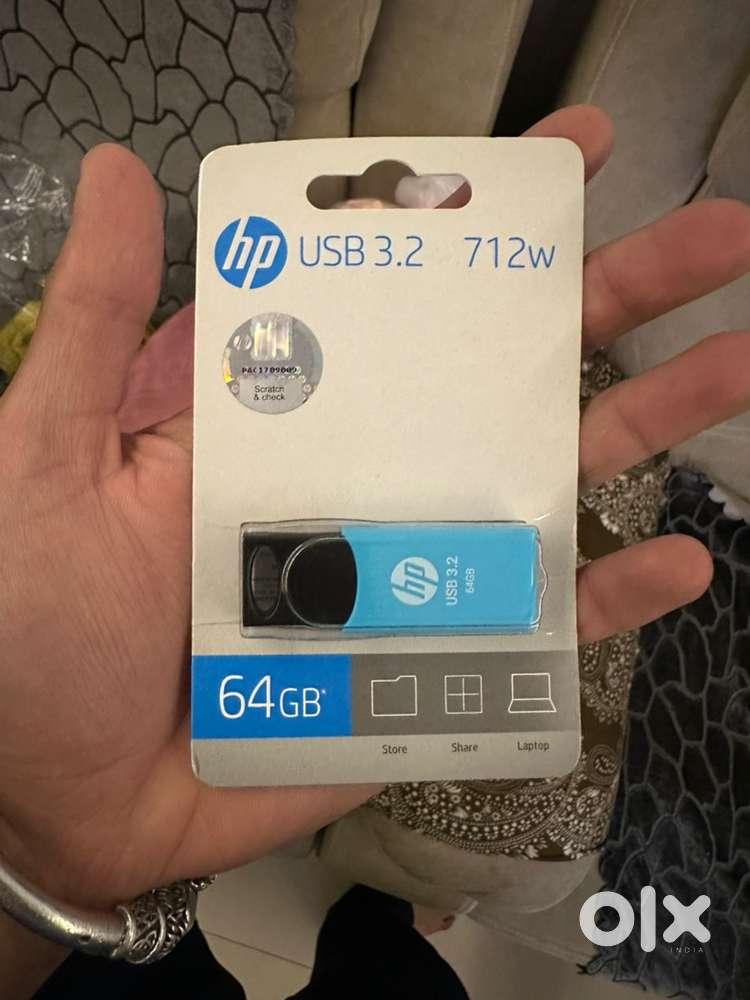 hp USB 3.2 712w
PAC1709009
Scratch
& check
hp USB 3.2
64GB
64GB*
Store Share Laptop
olx
INDIA